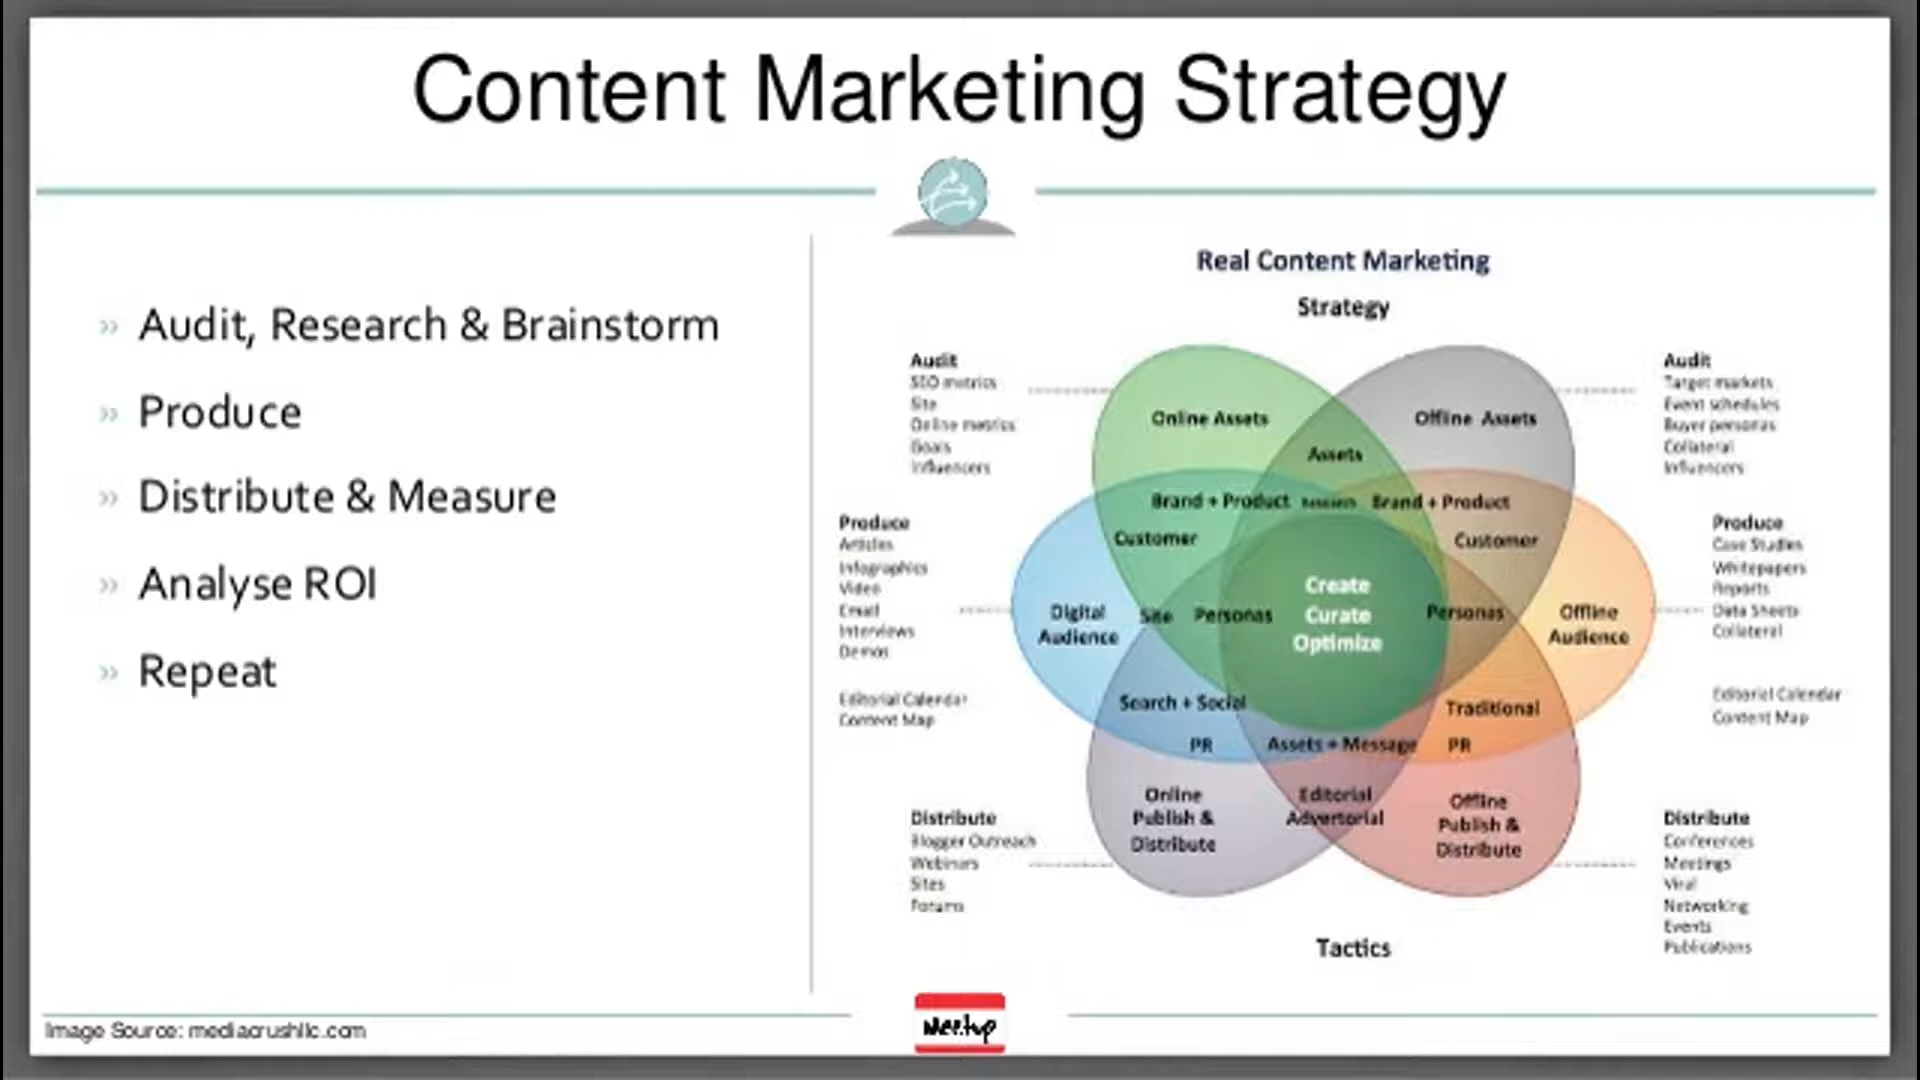 Content Marketing Strategy
» Audit, Research & Brainstorm
» Produce
» Distribute & Measure
» Analyse ROI
» Repeat
Real Content Marketing
Strategy
Audit
SEO metrics
Site
Online metrics
Goals
Influencers
Produce
Articles
Infographics
Video
Email
Interviews
Demos
Editorial Calendar
Content Map
Distribute
Blogger Outreach
Webinars
Sites
Forums
Online Assets
Offline Assets
Assets
Brand + Product
Research
Brand + Product
Customer
Customer
Create
Curate
Optimize
Digital
Audience
Site
Personas
Personas
Offline
Audience
Search + Social
Traditional
PR
Assets + Message
PR
Online
Publish &
Distribute
Editorial
Advertorial
Offline
Publish &
Distribute
Tactics
Audit
Target markets
Event schedules
Buyer personas
Collateral
Influencers
Produce
Case Studies
Whitepapers
Reports
Data Sheets
Collateral
Editorial Calendar
Content Map
Distribute
Conferences
Meetings
Viral
Networking
Events
Publications
Image Source: mediacrushllc.com
Meetup